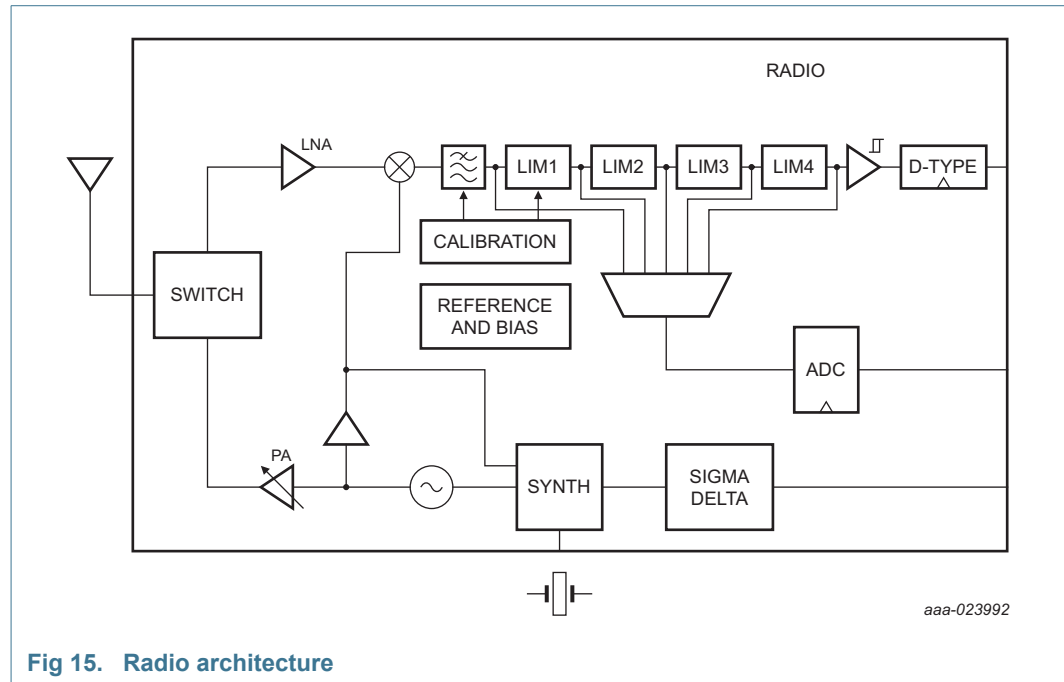 RADIO
LNA
LIM1
LIM2
LIM3
LIM4
D-TYPE
CALIBRATION
SWITCH
REFERENCE
AND BIAS
ADC
PA
SYNTH
SIGMA
DELTA
aaa-023992
Fig 15. Radio architecture